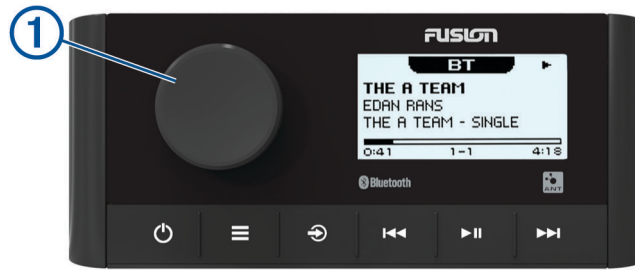 1
FUSION
BT
THE A TEAM
EDAN RANS
THE A TEAM - SINGLE
0:41 1-1 4:18
Bluetooth
ANT